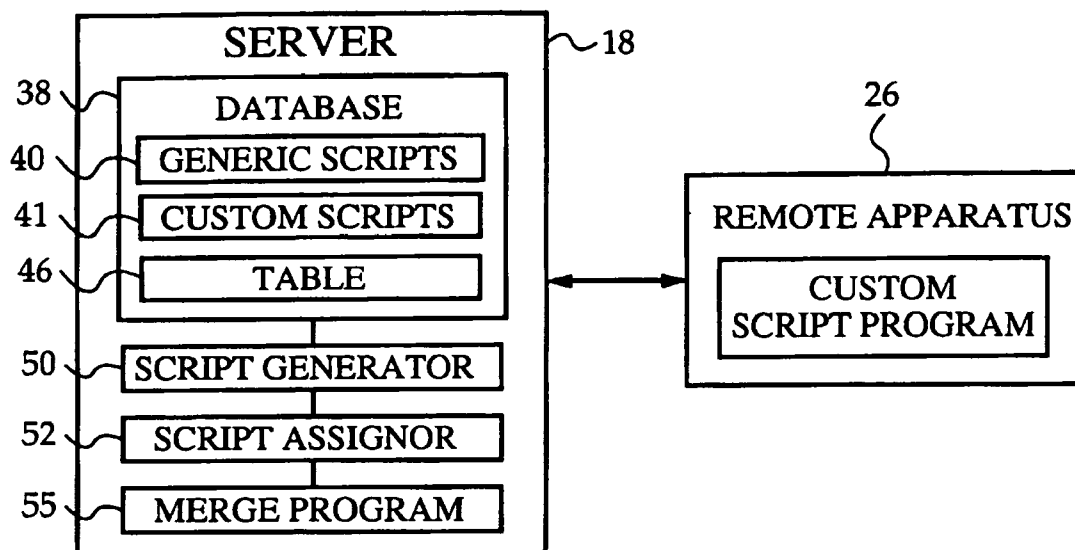 SERVER
18
38
DATABASE
40
GENERIC SCRIPTS
41
CUSTOM SCRIPTS
46
TABLE
50
SCRIPT GENERATOR
52
SCRIPT ASSIGNOR
55
MERGE PROGRAM
26
REMOTE APPARATUS
CUSTOM
SCRIPT PROGRAM